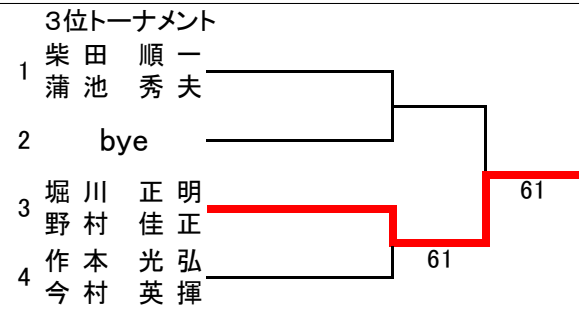 3位トーナメント
1 柴田 順一
蒲池 秀夫
2 bye
3 堀川 正明
野村 佳正
61
61
4 作本 光弘
今村 英揮